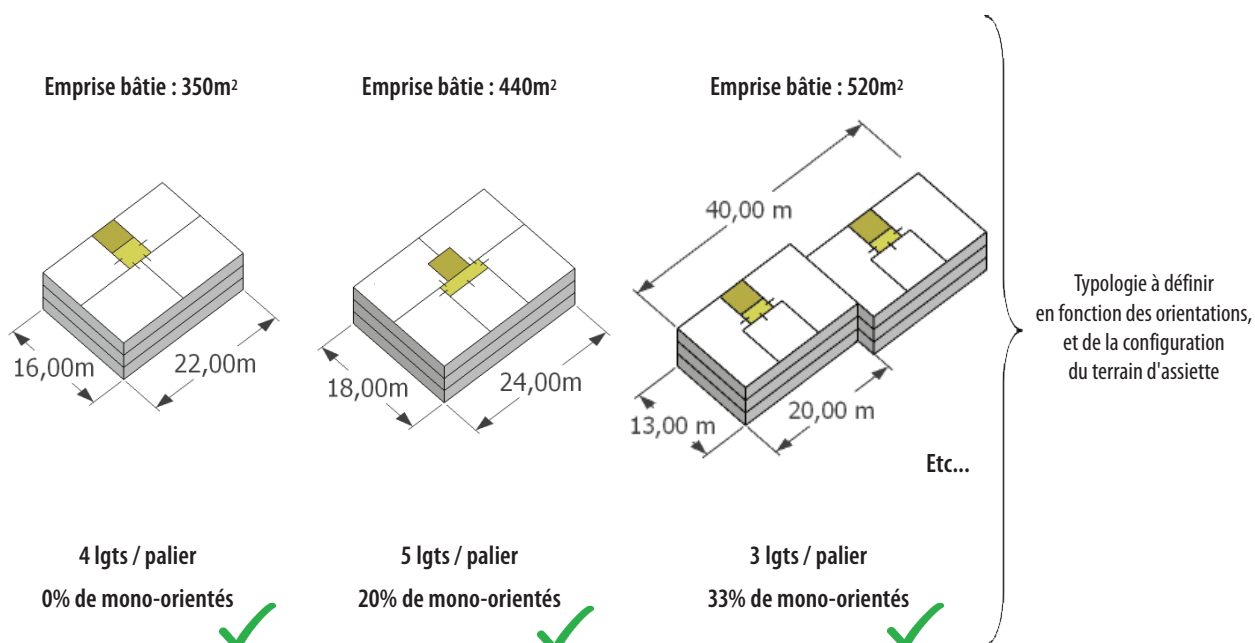 Emprise bâtie : 350m²
Emprise bâtie : 440m²
Emprise bâtie : 520m²
16,00m
22,00m
18,00m
24,00m
40,00 m
13,00 m
20,00 m
Etc...
Typologie à définir
en fonction des orientations,
et de la configuration
du terrain d'assiette
4 lgts / palier
0% de mono-orientés
5 lgts / palier
20% de mono-orientés
3 lgts / palier
33% de mono-orientés